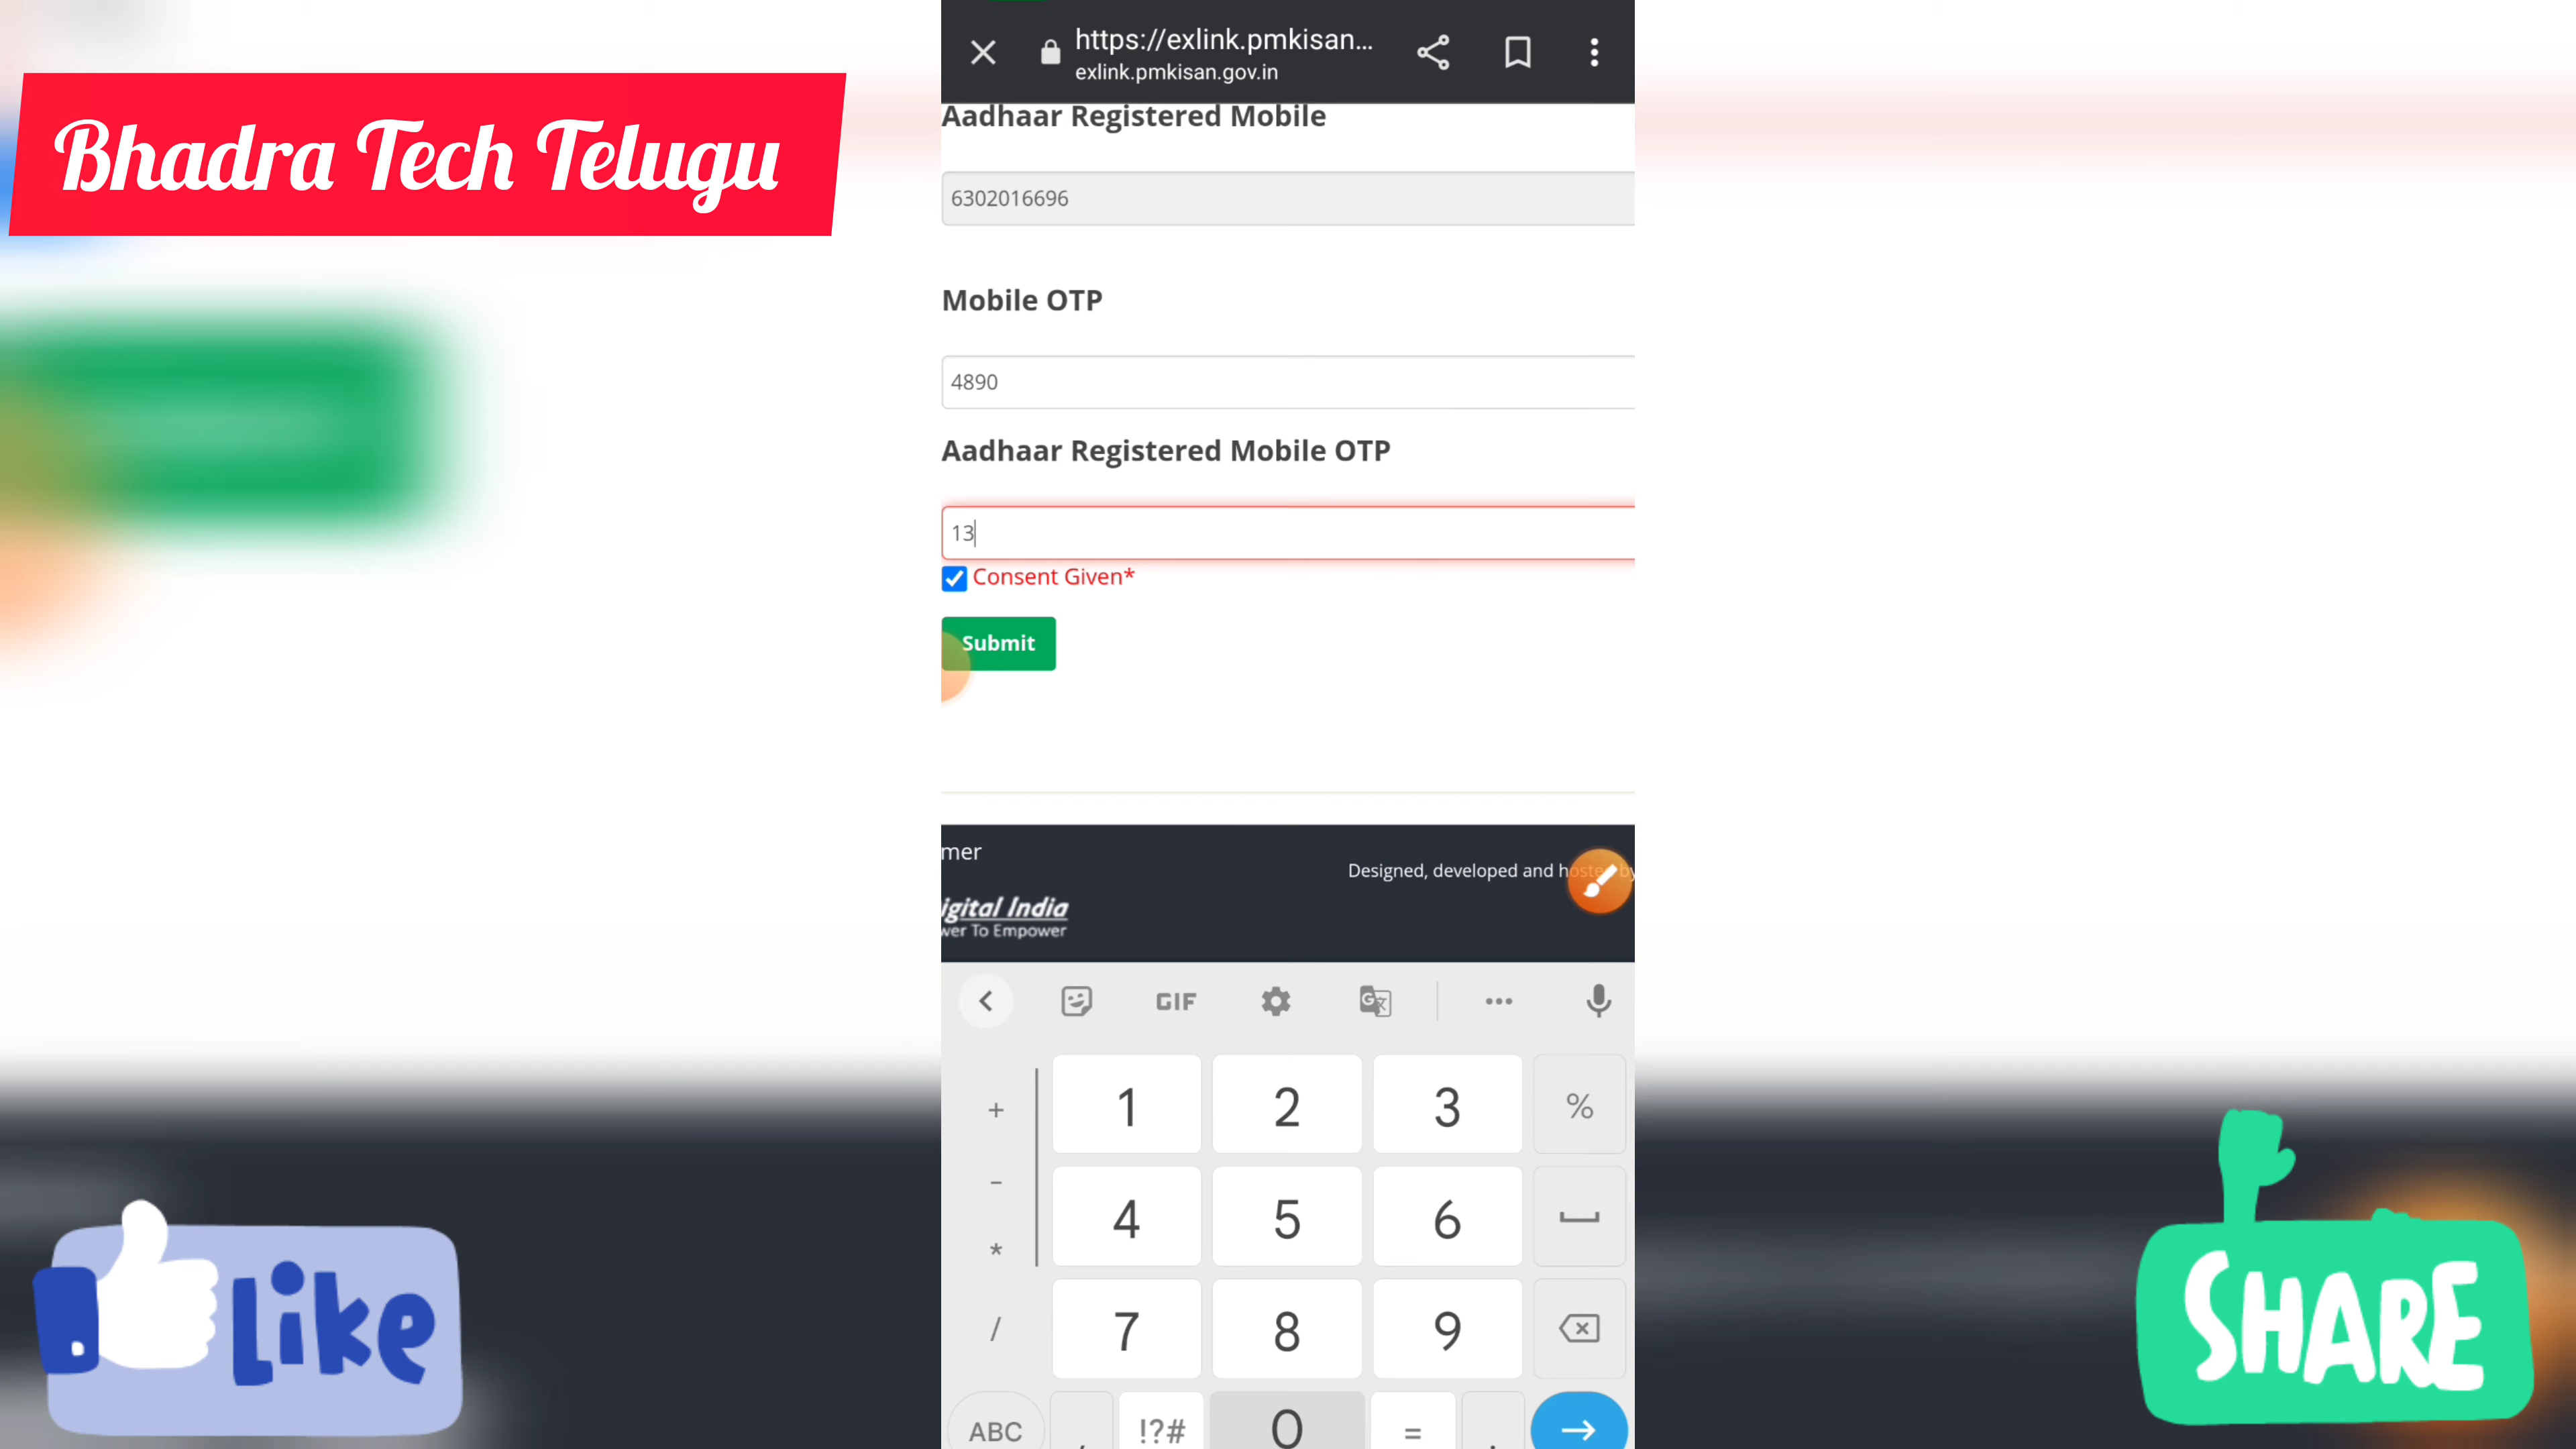 Bhadra Tech Telugu
https://exlink.pmkisan...
exlink.pmkisan.gov.in
Aadhaar Registered Mobile
6302016696
Mobile OTP
4890
Aadhaar Registered Mobile OTP
13
Consent Given*
Submit
mer
Designed, developed and hosted by
igital India
wer To Empower
GIF
+ 1 2 3 %
- 4 5 6
*
/ 7 8 9
ABC , !?# 0 = .
Like
SHARE